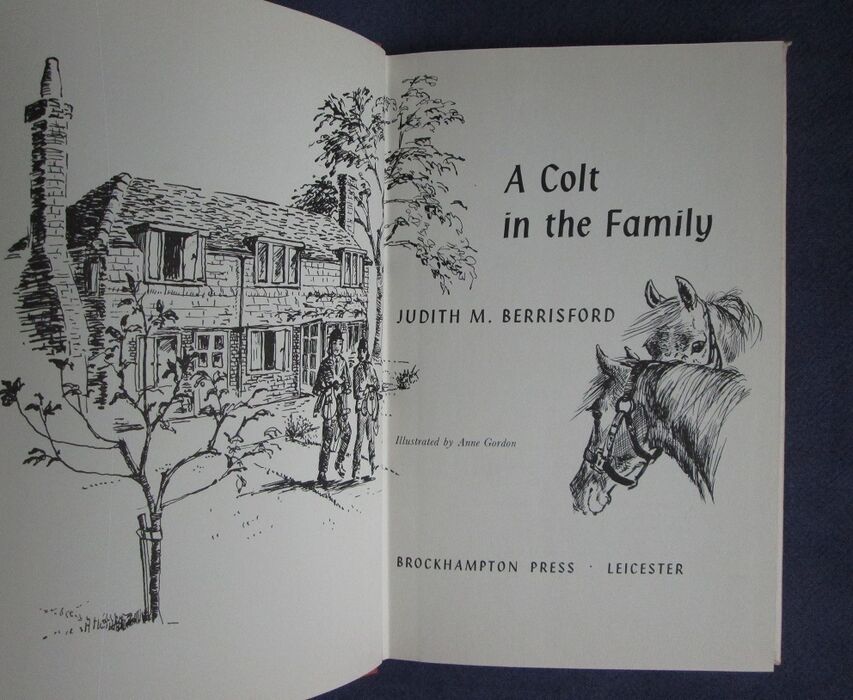 A Colt
in the Family
JUDITH M. BERRISFORD
Illustrated by Anne Gordon
BROCKHAMPTON PRESS · LEICESTER